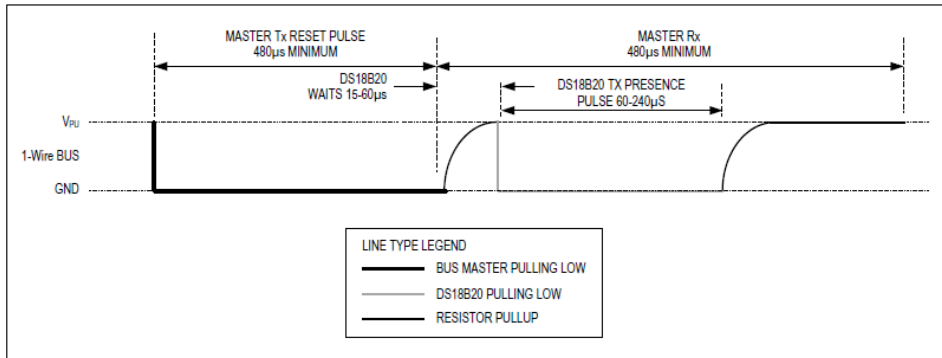 MASTER Tx RESET PULSE
480µs MINIMUM
MASTER Rx
480µs MINIMUM
DS18B20
WAITS 15-60µs
DS18B20 TX PRESENCE
PULSE 60-240µS
VPU
1-Wire BUS
GND
LINE TYPE LEGEND
BUS MASTER PULLING LOW
DS18B20 PULLING LOW
RESISTOR PULLUP